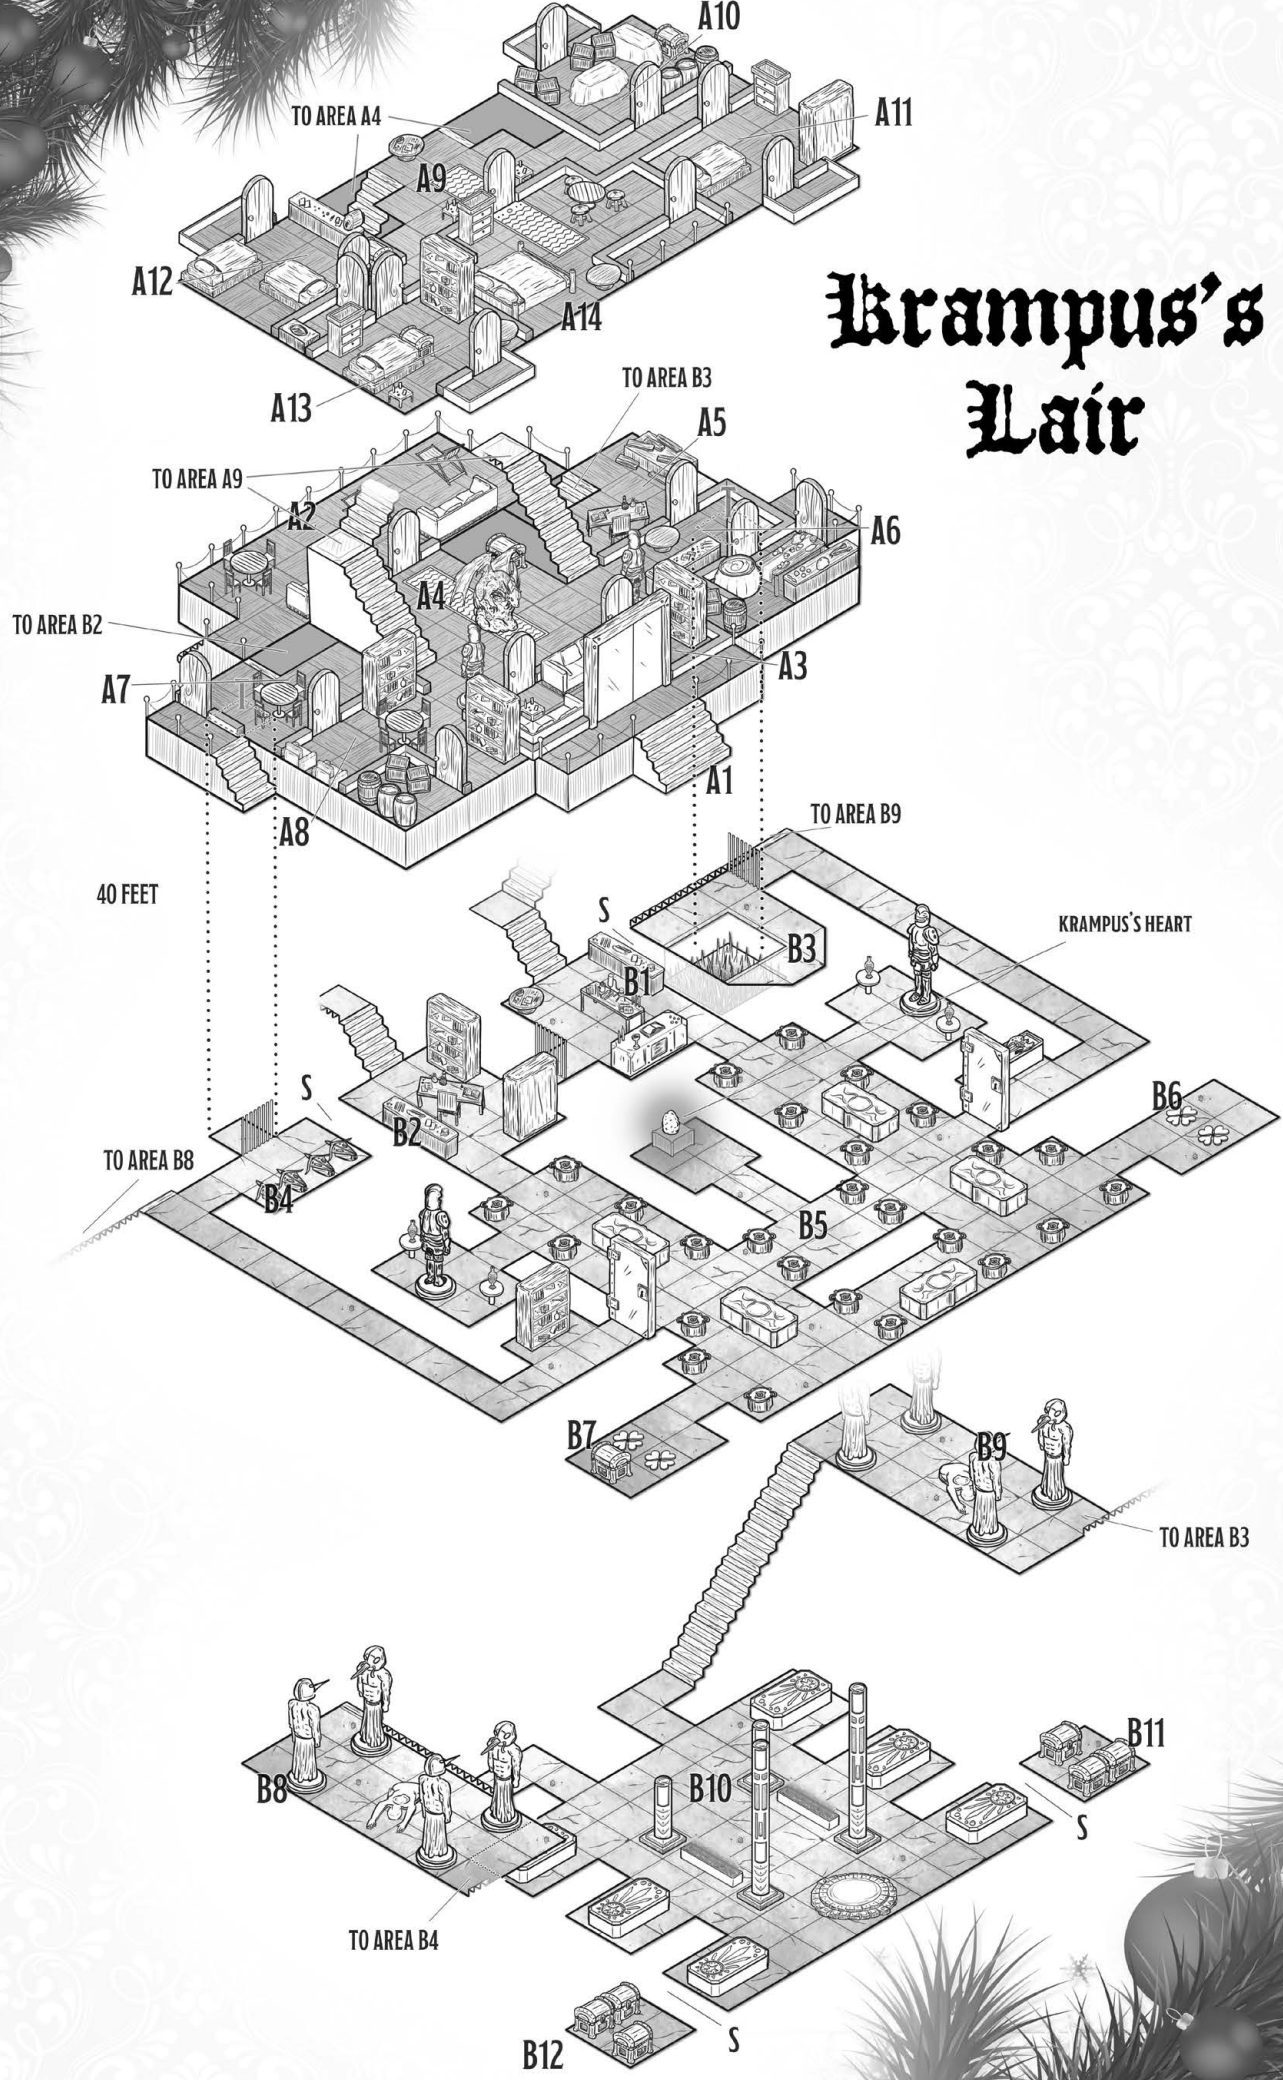 A10
TO AREA A4
A11
A9
A12
A14
Krampus's
Lair
TO AREA B3
A13
A5
TO AREA A9
A2
A6
A4
TO AREA B2
A3
A7
A1
A8
TO AREA B9
40 FEET
S
B3
KRAMPUS'S HEART
B1
S
B6
B2
TO AREA B8
B4
B5
B7
B9
TO AREA B3
B11
B8
B10
S
TO AREA B4
S
B12